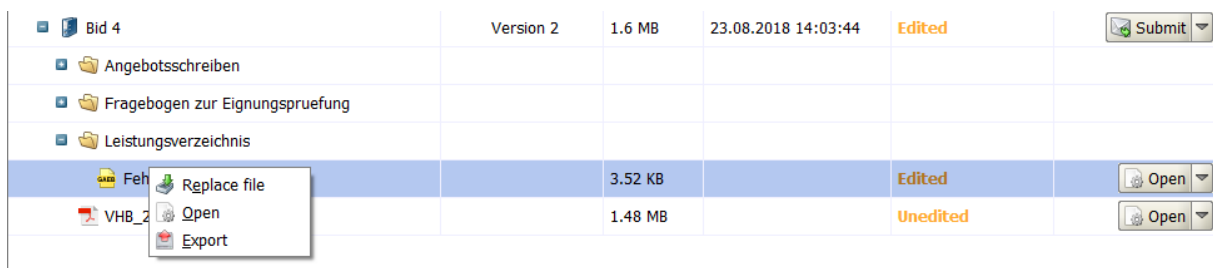 Bid 4 Version 2 1.6 MB 23.08.2018 14:03:44 Edited Submit
Angebotsschreiben
Fragebogen zur Eignungspruefung
Leistungsverzeichnis
GAEB Feh 3.52 KB Edited Open
Replace file
VHB_2 1.48 MB Unedited Open
Open
Export